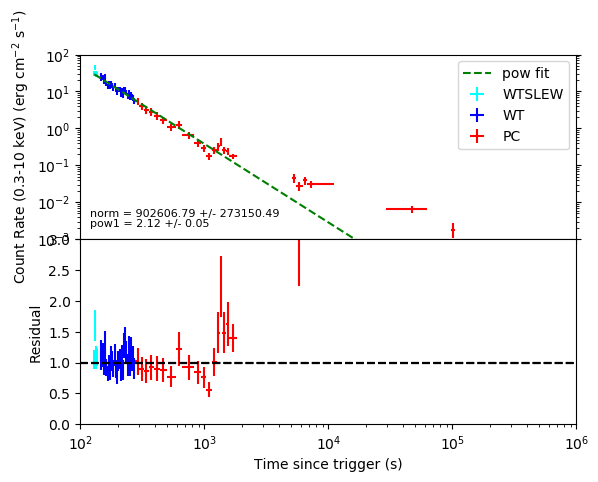 10²
10¹
10⁰
10⁻¹
10⁻²
10⁻³
Count Rate (0.3-10 keV) (erg cm⁻² s⁻¹)
pow fit
WTSLEW
WT
PC
norm = 902606.79 +/- 273150.49
pow1 = 2.12 +/- 0.05
3.0
2.5
2.0
1.5
1.0
0.5
0.0
Residual
10² 10³ 10⁴ 10⁵ 10⁶
Time since trigger (s)